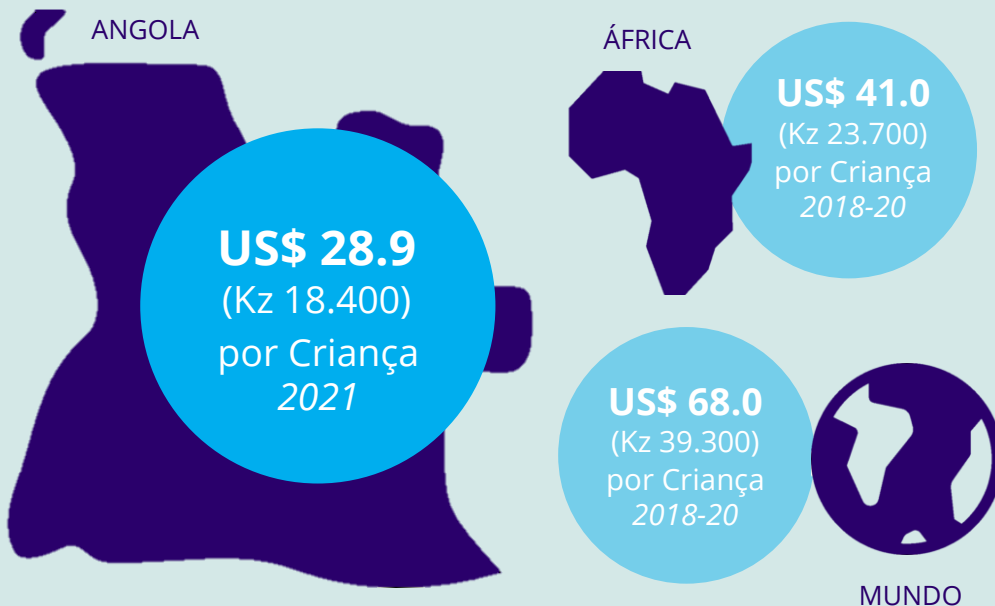 ANGOLA
US$ 28.9
(Kz 18.400)
por Criança
2021
ÁFRICA
US$ 41.0
(Kz 23.700)
por Criança
2018-20
US$ 68.0
(Kz 39.300)
por Criança
2018-20
MUNDO